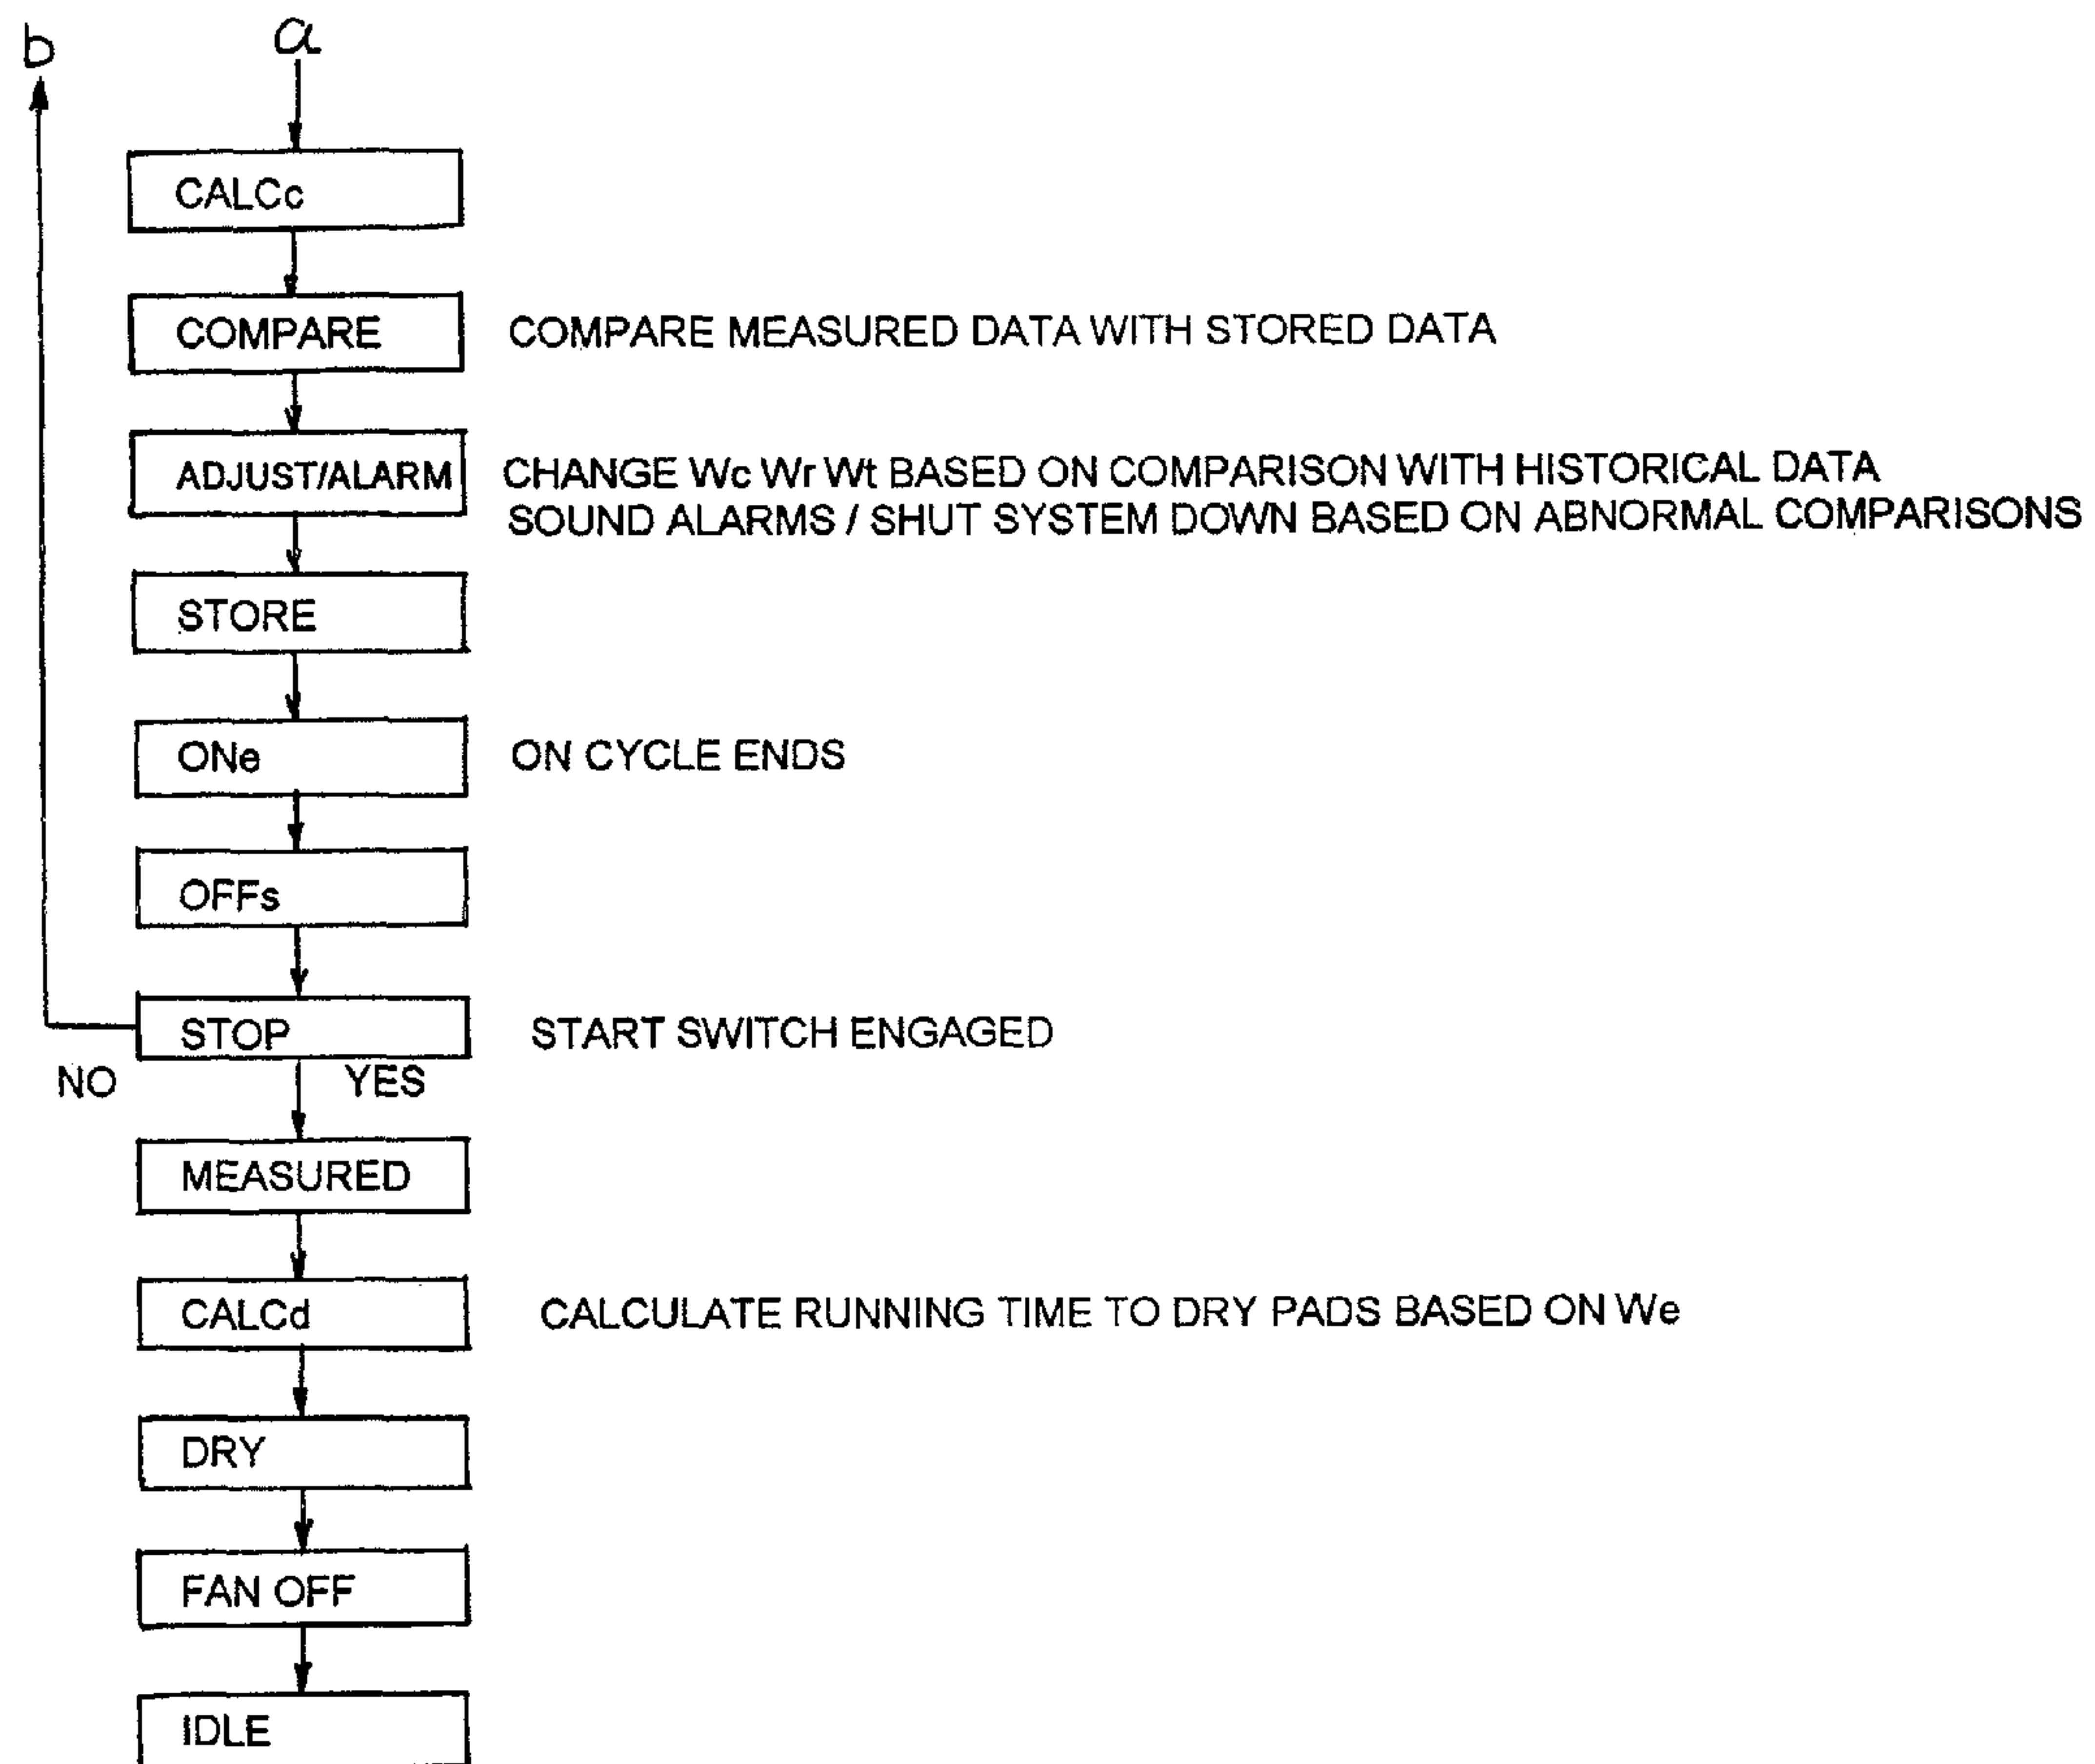 b
a
CALCc
COMPARE COMPARE MEASURED DATA WITH STORED DATA
ADJUST/ALARM CHANGE Wc Wr Wt BASED ON COMPARISON WITH HISTORICAL DATA
SOUND ALARMS / SHUT SYSTEM DOWN BASED ON ABNORMAL COMPARISONS
STORE
ONe ON CYCLE ENDS
OFFs
STOP START SWITCH ENGAGED
NO YES
MEASURED
CALCd CALCULATE RUNNING TIME TO DRY PADS BASED ON We
DRY
FAN OFF
IDLE